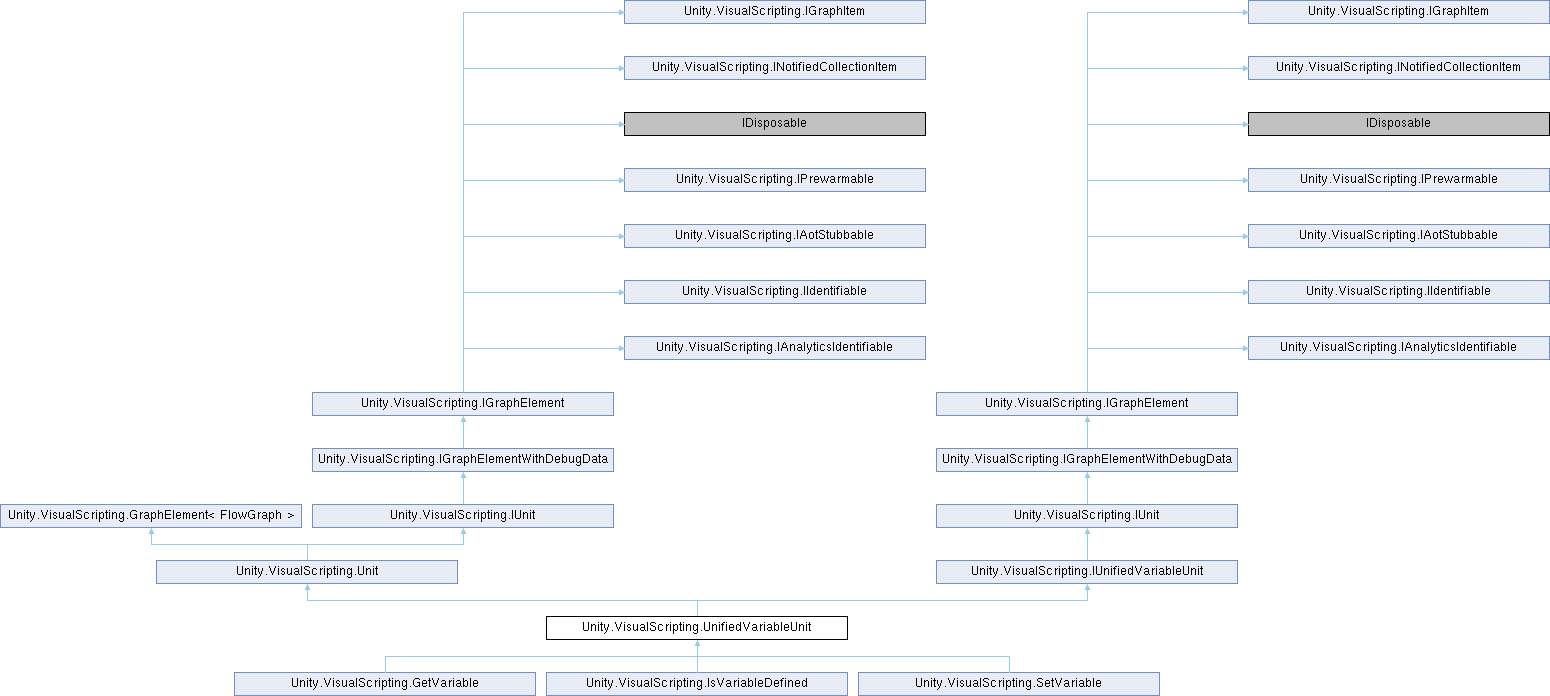 Unity.VisualScripting.IGraphItem
Unity.VisualScripting.IGraphItem
Unity.VisualScripting.INotifiedCollectionItem
Unity.VisualScripting.INotifiedCollectionItem
IDisposable
IDisposable
Unity.VisualScripting.IPrewarmable
Unity.VisualScripting.IPrewarmable
Unity.VisualScripting.IAotStubbable
Unity.VisualScripting.IAotStubbable
Unity.VisualScripting.IIdentifiable
Unity.VisualScripting.IIdentifiable
Unity.VisualScripting.IAnalyticsIdentifiable
Unity.VisualScripting.IAnalyticsIdentifiable
Unity.VisualScripting.IGraphElement
Unity.VisualScripting.IGraphElement
Unity.VisualScripting.IGraphElementWithDebugData
Unity.VisualScripting.IGraphElementWithDebugData
Unity.VisualScripting.GraphElement< FlowGraph >
Unity.VisualScripting.IUnit
Unity.VisualScripting.IUnit
Unity.VisualScripting.Unit
Unity.VisualScripting.IUnifiedVariableUnit
Unity.VisualScripting.UnifiedVariableUnit
Unity.VisualScripting.GetVariable
Unity.VisualScripting.IsVariableDefined
Unity.VisualScripting.SetVariable